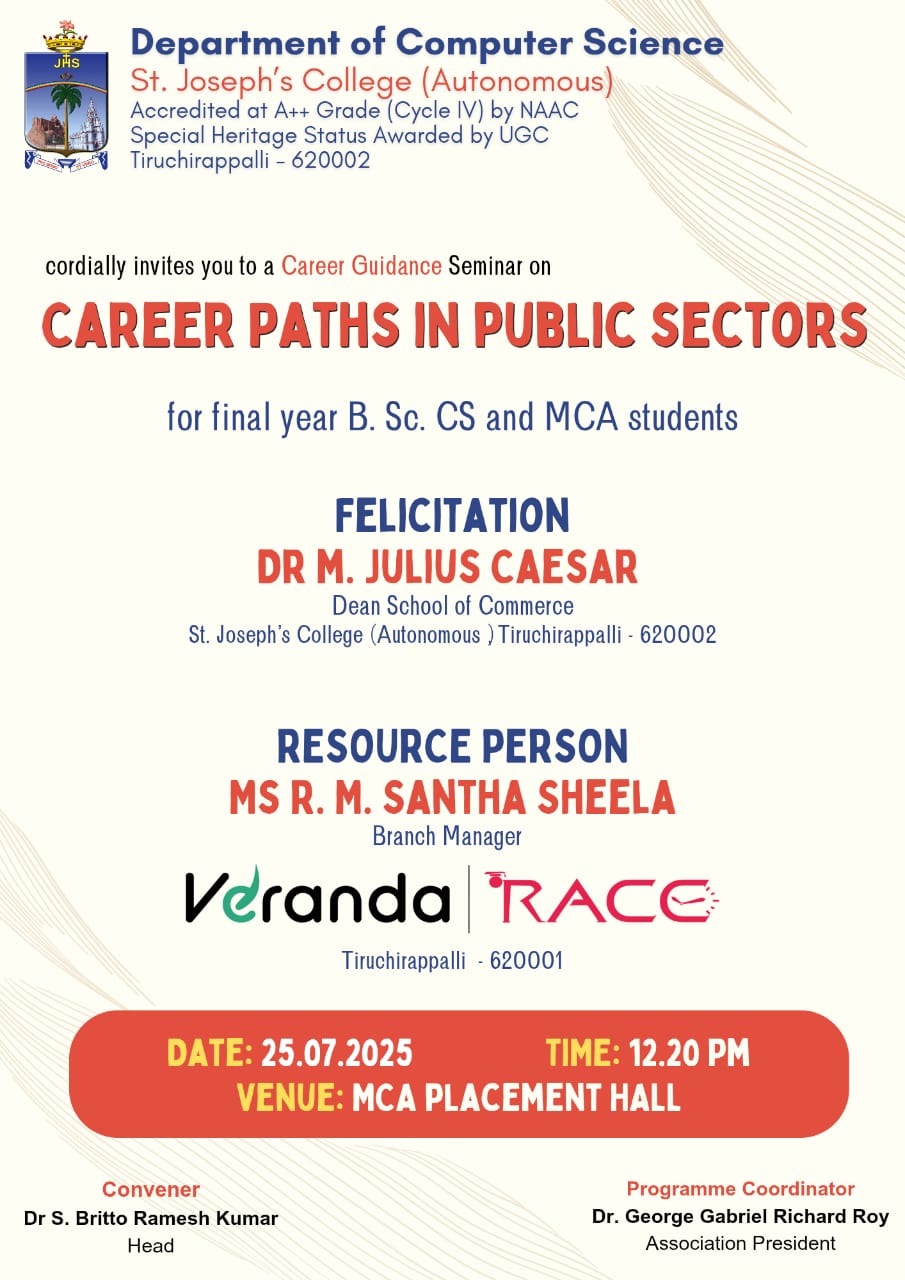 JHS
Department of Computer Science
St. Joseph's College (Autonomous)
Accredited at A++ Grade (Cycle IV) by NAAC
Special Heritage Status Awarded by UGC
Tiruchirappalli – 620002
cordially invites you to a Career Guidance Seminar on
CAREER PATHS IN PUBLIC SECTORS
for final year B. Sc. CS and MCA students
FELICITATION
DR M. JULIUS CAESAR
Dean School of Commerce
St. Joseph's College (Autonomous ) Tiruchirappalli - 620002
RESOURCE PERSON
MS R. M. SANTHA SHEELA
Branch Manager
Veranda | RACE
Tiruchirappalli - 620001
DATE: 25.07.2025 TIME: 12.20 PM
VENUE: MCA PLACEMENT HALL
Convener Programme Coordinator
Dr S. Britto Ramesh Kumar Dr. George Gabriel Richard Roy
Head Association President